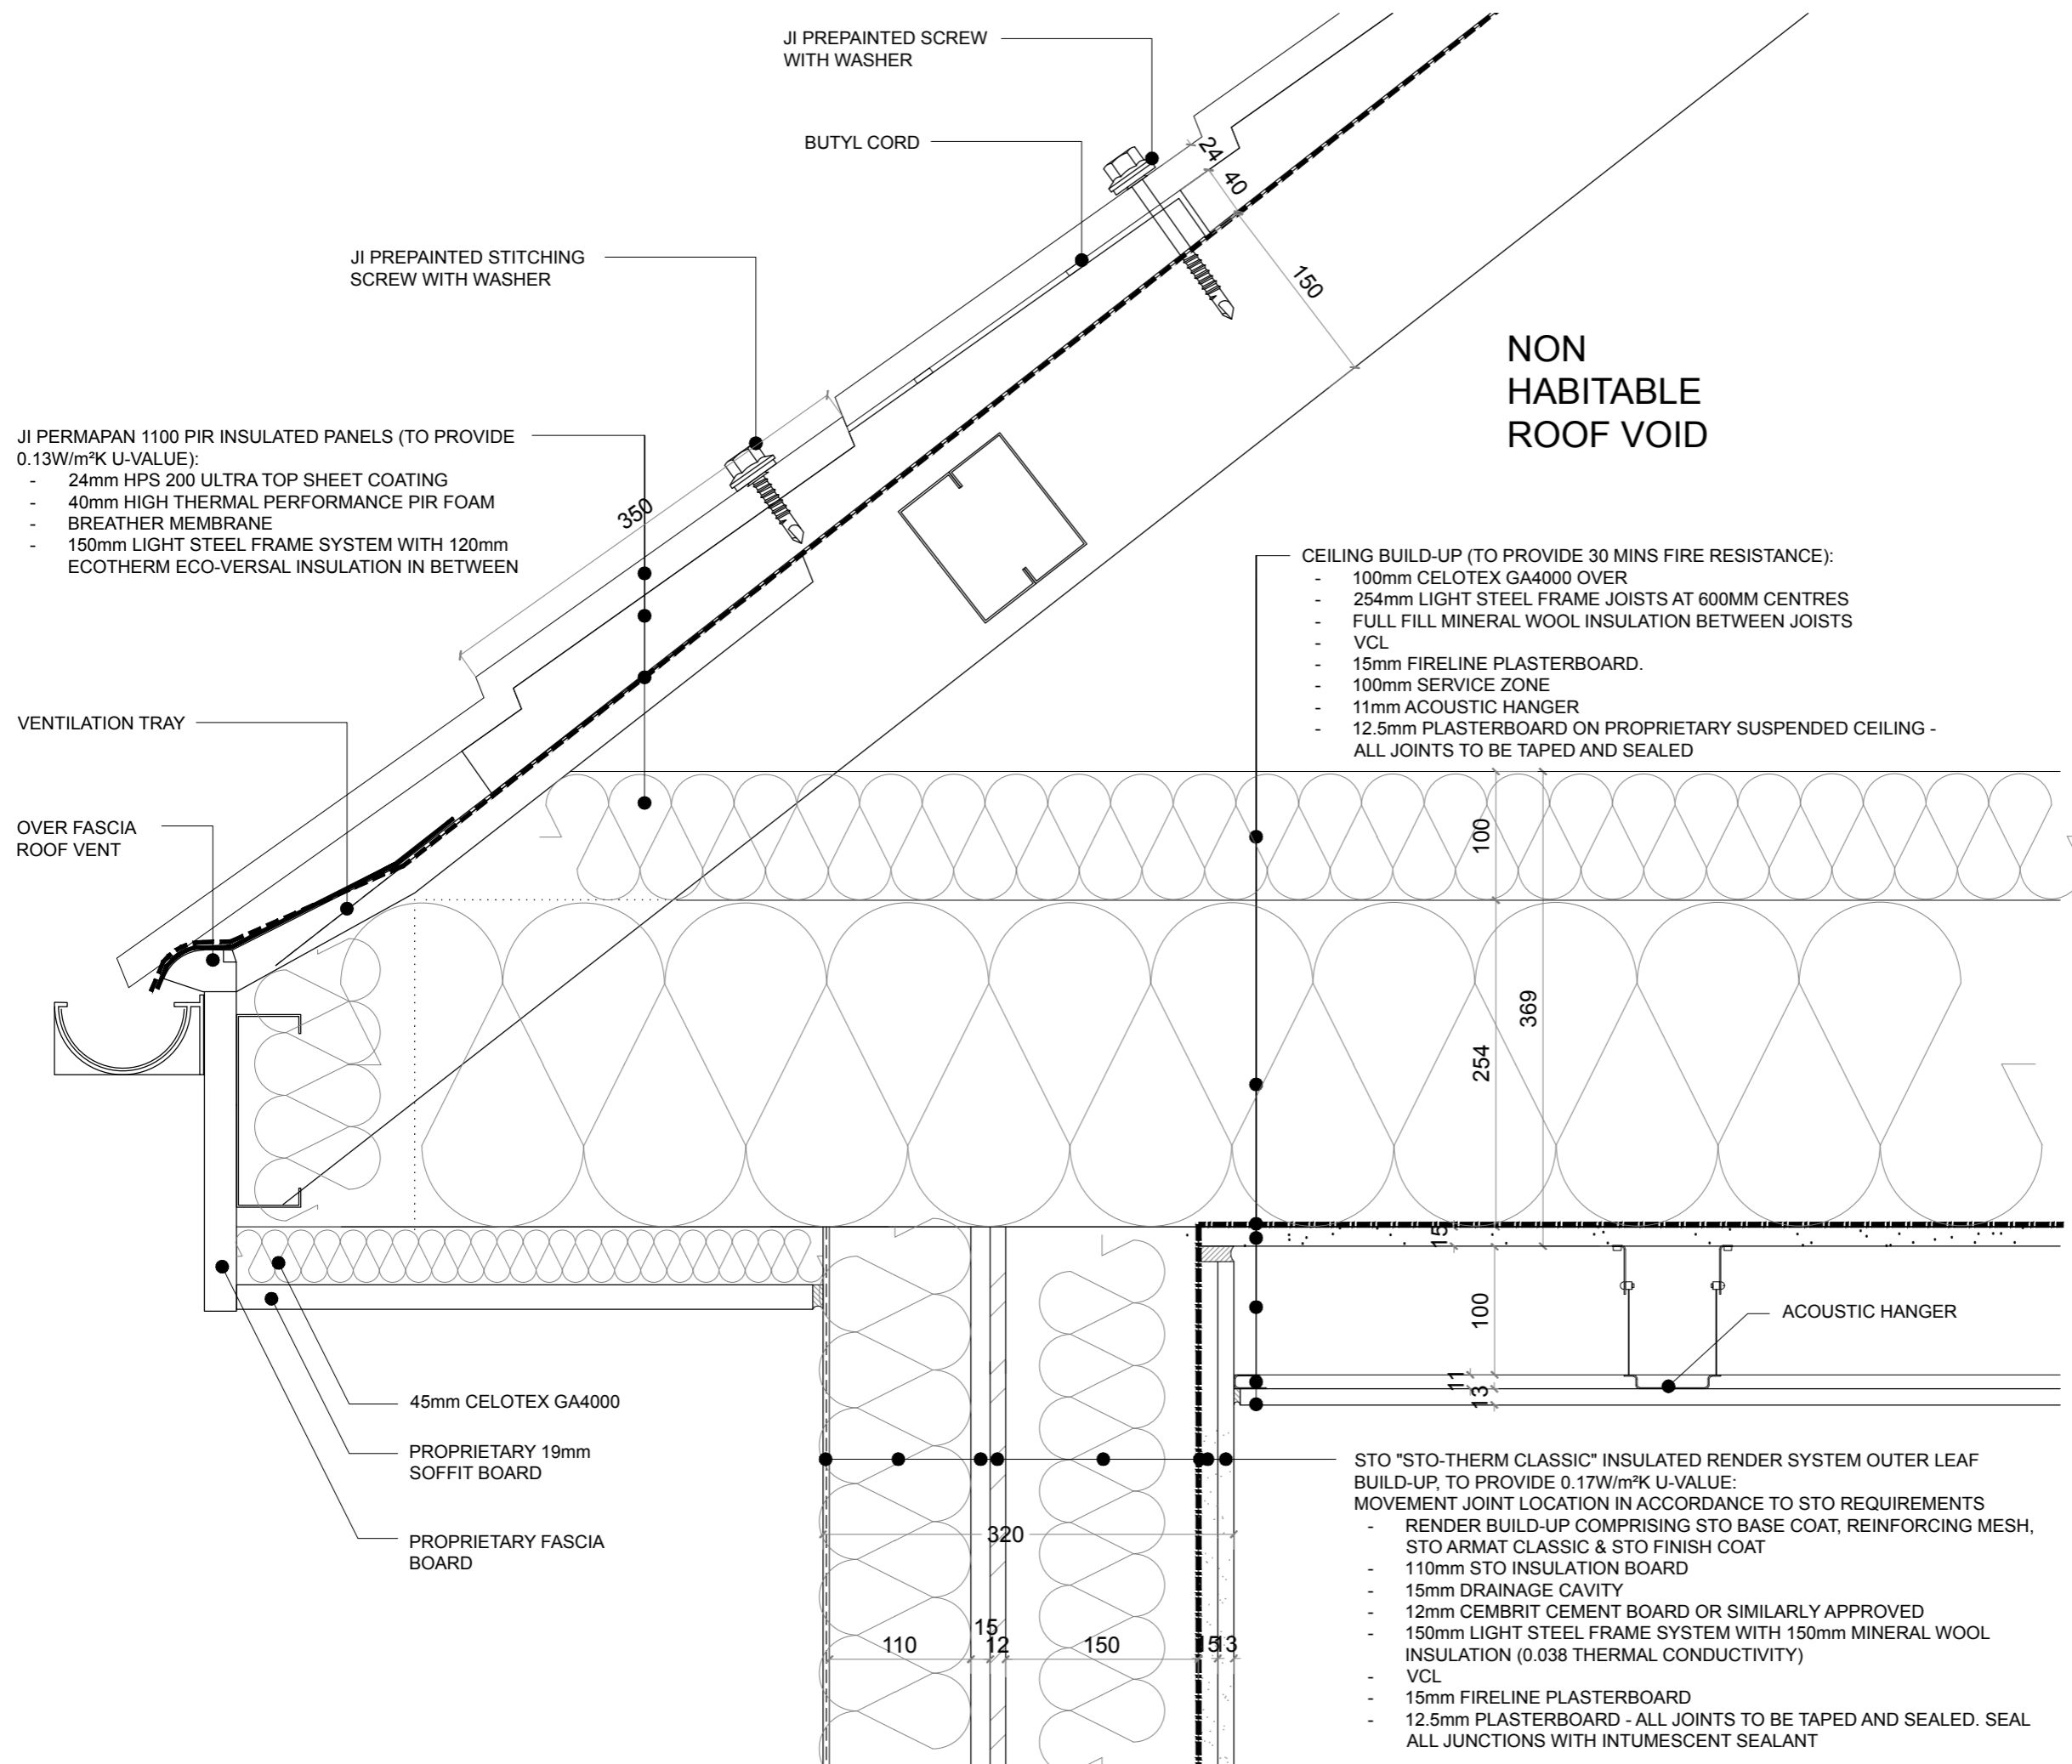 JI PREPAINTED SCREW
WITH WASHER
BUTYL CORD
JI PREPAINTED STITCHING
SCREW WITH WASHER
24
40
150
350
NON
HABITABLE
ROOF VOID
JI PERMAPAN 1100 PIR INSULATED PANELS (TO PROVIDE
0.13W/m²K U-VALUE):
- 24mm HPS 200 ULTRA TOP SHEET COATING
- 40mm HIGH THERMAL PERFORMANCE PIR FOAM
- BREATHER MEMBRANE
- 150mm LIGHT STEEL FRAME SYSTEM WITH 120mm
ECOTHERM ECO-VERSAL INSULATION IN BETWEEN
CEILING BUILD-UP (TO PROVIDE 30 MINS FIRE RESISTANCE):
- 100mm CELOTEX GA4000 OVER
- 254mm LIGHT STEEL FRAME JOISTS AT 600MM CENTRES
- FULL FILL MINERAL WOOL INSULATION BETWEEN JOISTS
- VCL
- 15mm FIRELINE PLASTERBOARD.
- 100mm SERVICE ZONE
- 11mm ACOUSTIC HANGER
- 12.5mm PLASTERBOARD ON PROPRIETARY SUSPENDED CEILING -
ALL JOINTS TO BE TAPED AND SEALED
VENTILATION TRAY
OVER FASCIA
ROOF VENT
100
369
254
15
100
11
13
ACOUSTIC HANGER
45mm CELOTEX GA4000
PROPRIETARY 19mm
SOFFIT BOARD
PROPRIETARY FASCIA
BOARD
320
110
15
12
150
15
13
STO "STO-THERM CLASSIC" INSULATED RENDER SYSTEM OUTER LEAF
BUILD-UP, TO PROVIDE 0.17W/m²K U-VALUE:
MOVEMENT JOINT LOCATION IN ACCORDANCE TO STO REQUIREMENTS
- RENDER BUILD-UP COMPRISING STO BASE COAT, REINFORCING MESH,
STO ARMAT CLASSIC & STO FINISH COAT
- 110mm STO INSULATION BOARD
- 15mm DRAINAGE CAVITY
- 12mm CEMBRIT CEMENT BOARD OR SIMILARLY APPROVED
- 150mm LIGHT STEEL FRAME SYSTEM WITH 150mm MINERAL WOOL
INSULATION (0.038 THERMAL CONDUCTIVITY)
- VCL
- 15mm FIRELINE PLASTERBOARD
- 12.5mm PLASTERBOARD - ALL JOINTS TO BE TAPED AND SEALED. SEAL
ALL JUNCTIONS WITH INTUMESCENT SEALANT